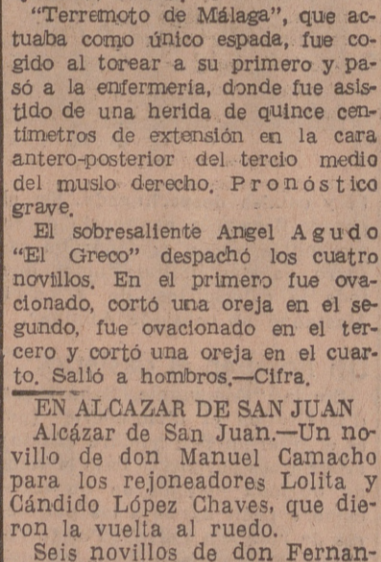 "Terremoto de Málaga", que ac-
tuaba como único espada, fue co-
gido al torear a su primero y pa-
só a la enfermería, donde fue asis-
tido de una herida de quince cen-
tímetros de extensión en la cara
antero-posterior del tercio medio
del muslo derecho. Pronóstico
grave.
El sobresaliente Angel Agudo
"El Greco" despachó los cuatro
novillos. En el primero fue ova-
cionado, cortó una oreja en el se-
gundo, fue ovacionado en el ter-
cero y cortó una oreja en el cuar-
to. Salió a hombros.—Cifra.
EN ALCAZAR DE SAN JUAN
Alcázar de San Juan.—Un no-
villo de don Manuel Camacho
para los rejoneadores Lolita y
Cándido López Chaves, que die-
ron la vuelta al ruedo.
Seis novillos de don Fernan-